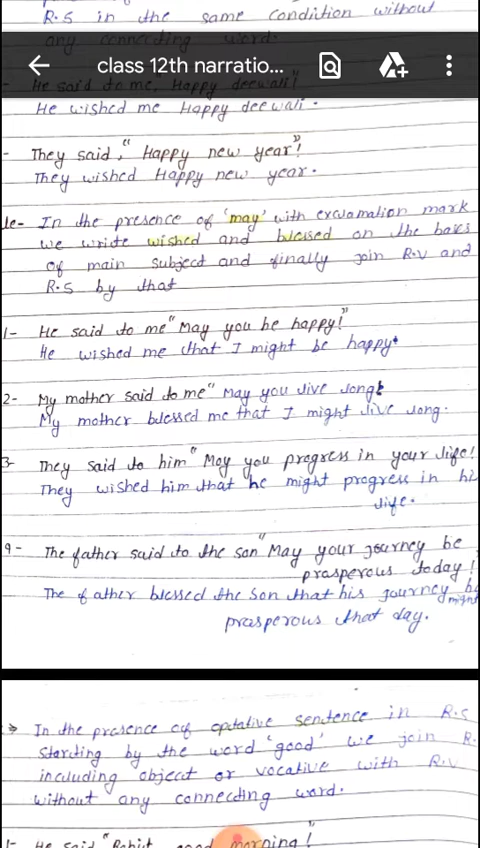 R.S in the same condition without
any connecting word.
class 12th narratio...
- He said to me, "Happy deewali!"
He wished me Happy deewali.
- They said, "Happy new year"!
They wished Happy new year.
In the presence of 'may' with exclamation mark
we write wished and blessed on the bases
of main subject and finally join R.V and
R.S by that
1- He said to me "May you be happy!"
He wished me that I might be happy.
2- My mother said to me "May you live long!
My mother blessed me that I might live long.
3- They said to him "May you progress in your life!
They wished him that he might progress in hi
life.
The father said to the son "May your journey be
prasperous today!
The father blessed the son that his journey might be
prasperous that day.
In the presence of optative sentence in R.S
starting by the word 'good' we join R.
including object or vocative with R.V
without any connecting word.
1- He said "Rohit, good morning!"